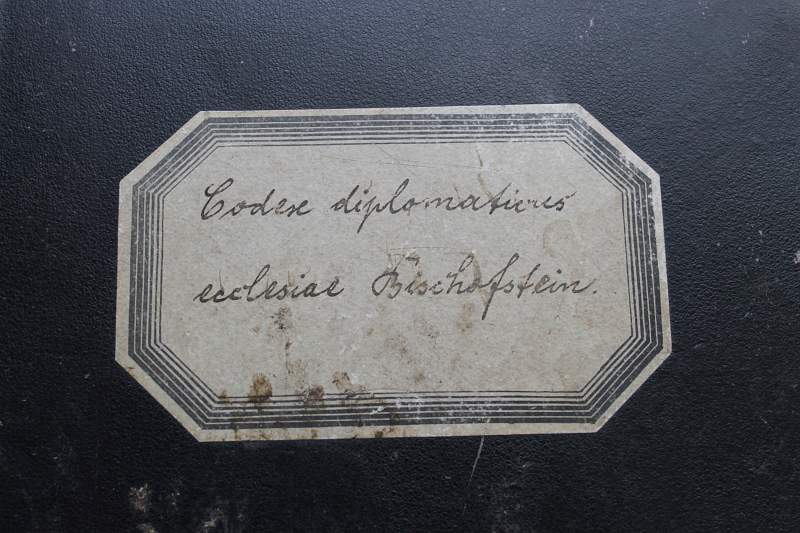 Codex diplomaticus
ecclesiae Bischofstein.